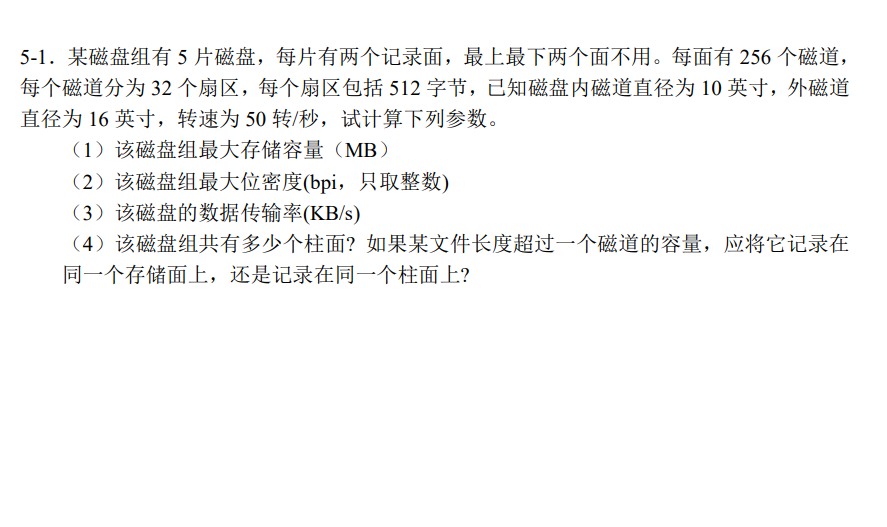 5-1．某磁盘组有 5 片磁盘，每片有两个记录面，最上最下两个面不用。每面有 256 个磁道，
每个磁道分为 32 个扇区，每个扇区包括 512 字节，已知磁盘内磁道直径为 10 英寸，外磁道
直径为 16 英寸，转速为 50 转/秒，试计算下列参数。
（1）该磁盘组最大存储容量（MB）
（2）该磁盘组最大位密度(bpi，只取整数)
（3）该磁盘的数据传输率(KB/s)
（4）该磁盘组共有多少个柱面? 如果某文件长度超过一个磁道的容量，应将它记录在
同一个存储面上，还是记录在同一个柱面上?